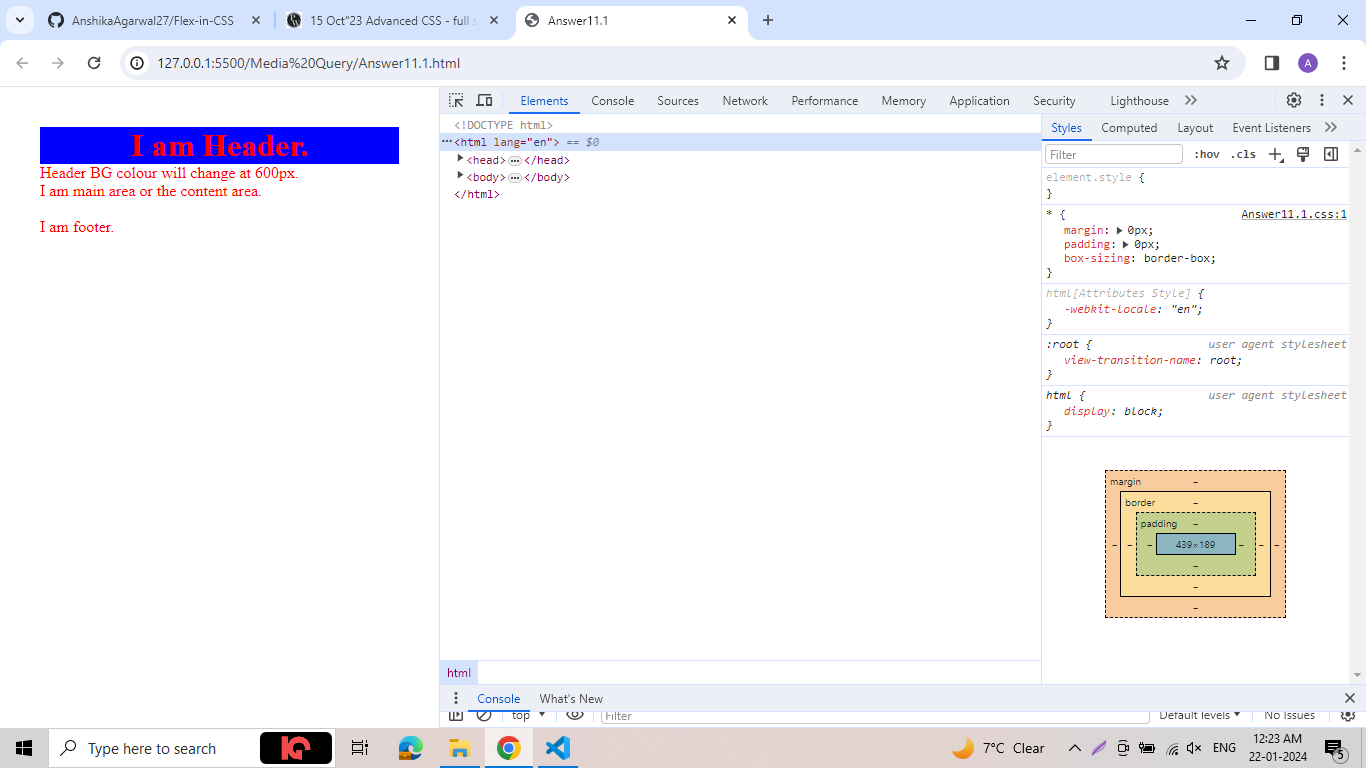 AnshikaAgarwal27/Flex-in-CSS
15 Oct"23 Advanced CSS - full s
Answer11.1
127.0.0.1:5500/Media%20Query/Answer11.1.html
A
I am Header.
Header BG colour will change at 600px.
I am main area or the content area.
I am footer.
Elements Console Sources Network Performance Memory Application Security Lighthouse
<!DOCTYPE html>
<html lang="en"> == $0
<head> </head>
<body> </body>
</html>
html
Styles Computed Layout Event Listeners
Filter :hov .cls
element.style {
}
* { Answer11.1.css:1
margin: 0px;
padding: 0px;
box-sizing: border-box;
}
html[Attributes Style] {
-webkit-locale: "en";
}
:root { user agent stylesheet
view-transition-name: root;
}
html { user agent stylesheet
display: block;
}
margin -
border -
padding -
- - - 439×189 - - -
-
-
-
Console What's New
top Filter Default levels No Issues
Type here to search
7°C Clear
ENG
12:23 AM
22-01-2024
5